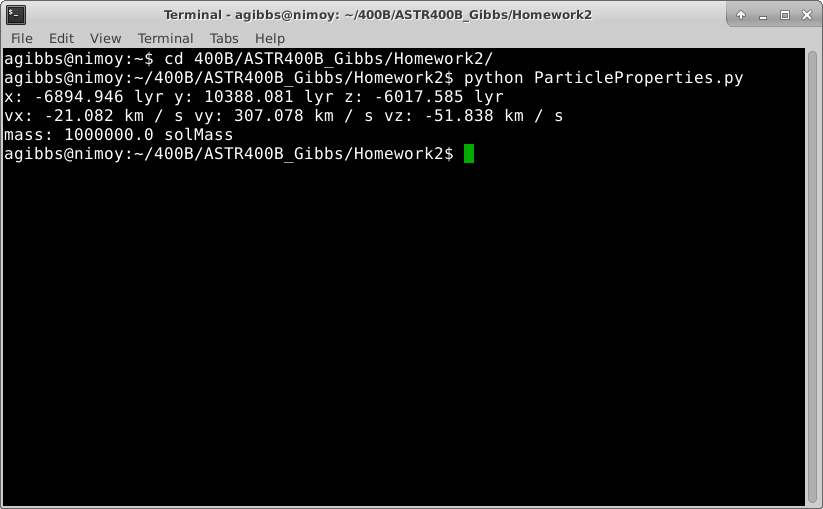 Terminal - agibbs@nimoy: ~/400B/ASTR400B_Gibbs/Homework2
File Edit View Terminal Tabs Help
agibbs@nimoy:~$ cd 400B/ASTR400B_Gibbs/Homework2/
agibbs@nimoy:~/400B/ASTR400B_Gibbs/Homework2$ python ParticleProperties.py
x: -6894.946 lyr y: 10388.081 lyr z: -6017.585 lyr
vx: -21.082 km / s vy: 307.078 km / s vz: -51.838 km / s
mass: 1000000.0 solMass
agibbs@nimoy:~/400B/ASTR400B_Gibbs/Homework2$